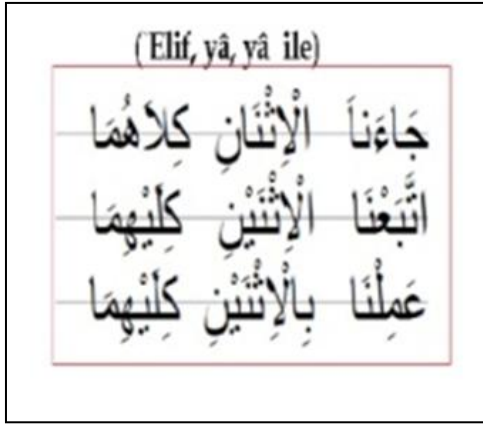 (Elif, yâ, yâ ile)
جَاءَنَا الْاِثْنَانِ كِلَاهُمَا
اتَّبَعْنَا الْاِثْنَيْنِ كِلَيْهِمَا
عَمِلْنَا بِالْاِثْنَيْنِ كِلَيْهِمَا